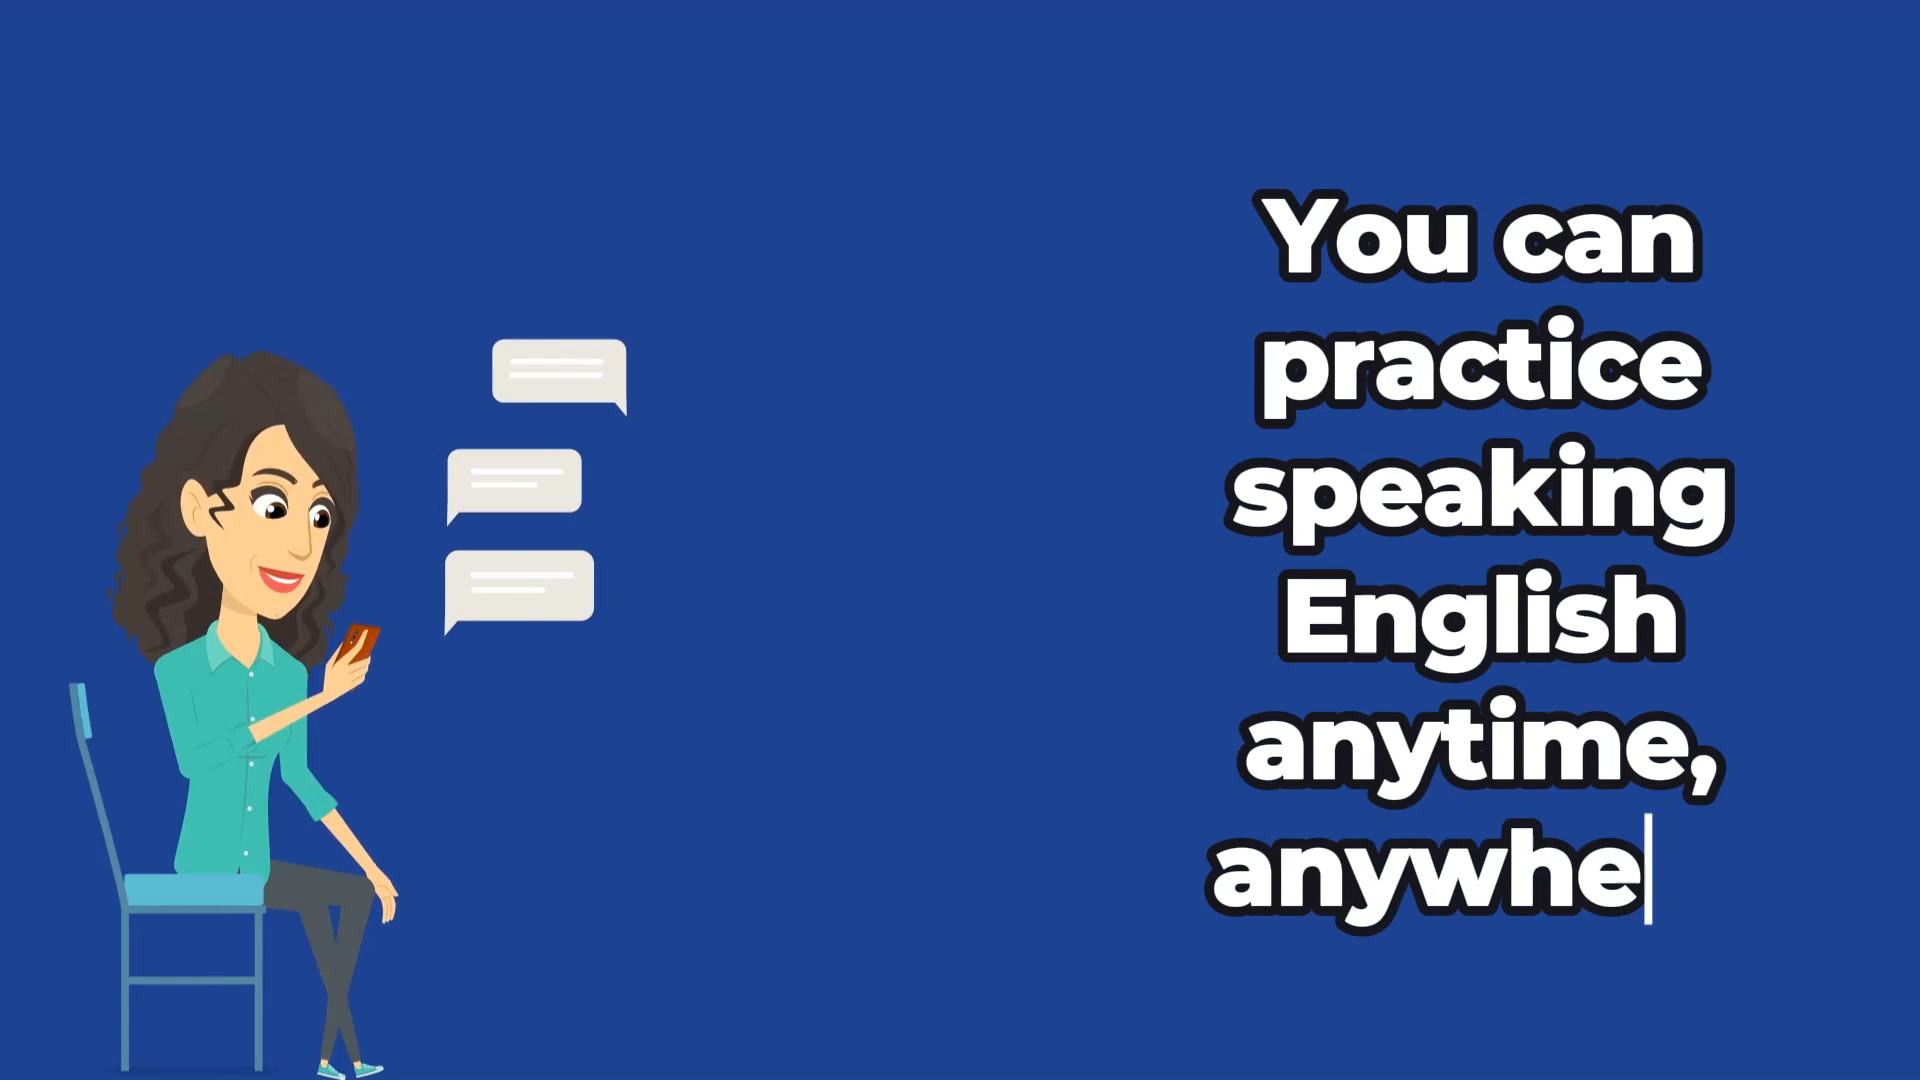 You can
practice
speaking
English
anytime,
anywhe